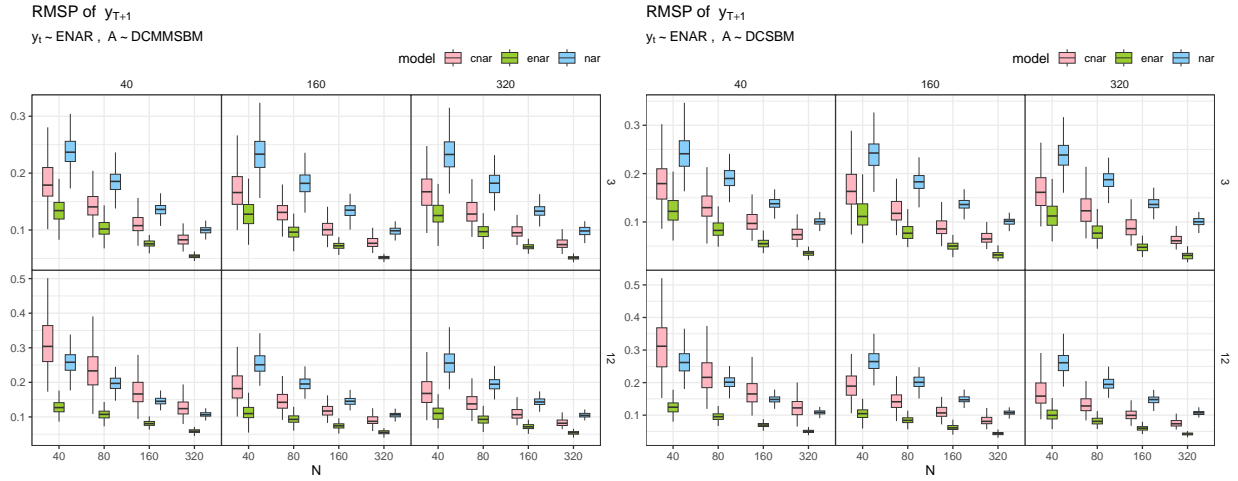 RMSP of y_{T+1}
y_t ~ ENAR , A ~ DCMMSBM
model cnar enar nar
40 160 320
0.3
0.2
0.1
3
0.5
0.4
0.3
0.2
0.1
12
40 80 160 320 40 80 160 320 40 80 160 320
N
RMSP of y_{T+1}
y_t ~ ENAR , A ~ DCSBM
model cnar enar nar
40 160 320
0.3
0.2
0.1
3
0.5
0.4
0.3
0.2
0.1
12
40 80 160 320 40 80 160 320 40 80 160 320
N